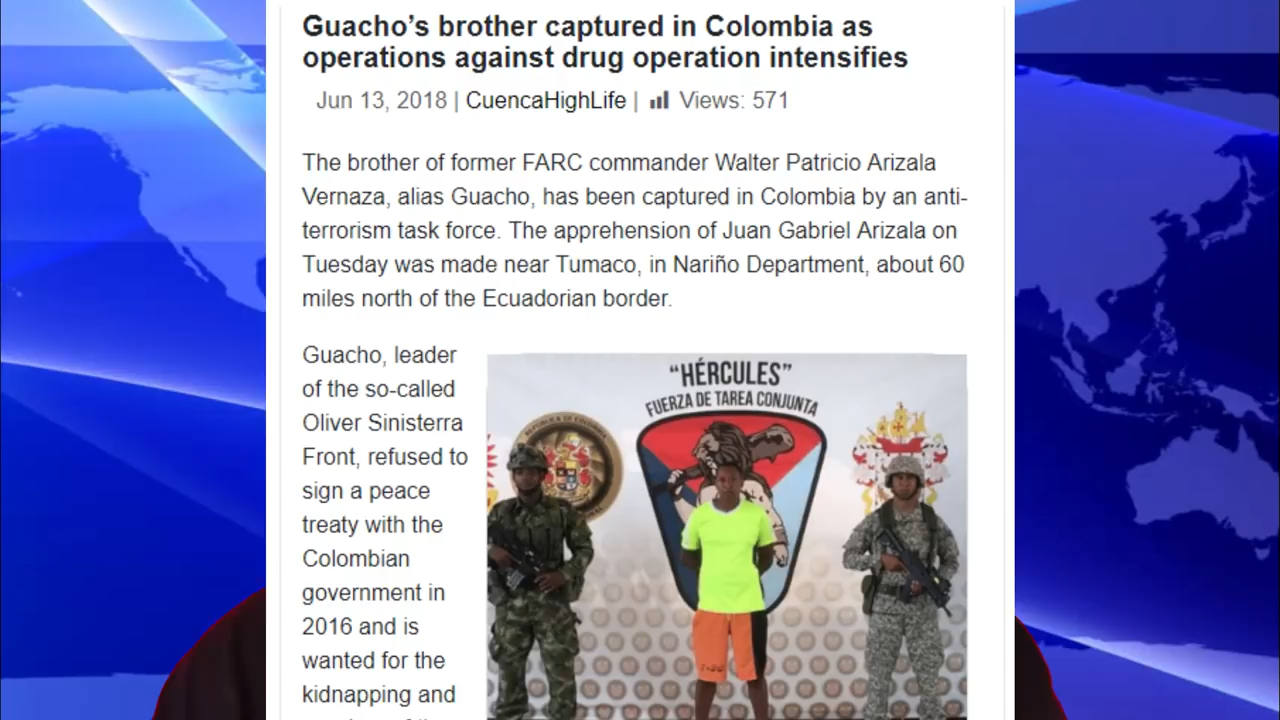 Guacho’s brother captured in Colombia as
operations against drug operation intensifies
Jun 13, 2018 | CuencaHighLife | Views: 571
The brother of former FARC commander Walter Patricio Arizala
Vernaza, alias Guacho, has been captured in Colombia by an anti-
terrorism task force. The apprehension of Juan Gabriel Arizala on
Tuesday was made near Tumaco, in Nariño Department, about 60
miles north of the Ecuadorian border.
Guacho, leader
of the so-called
Oliver Sinisterra
Front, refused to
sign a peace
treaty with the
Colombian
government in
2016 and is
wanted for the
kidnapping and
“HÉRCULES”
FUERZA DE TAREA CONJUNTA